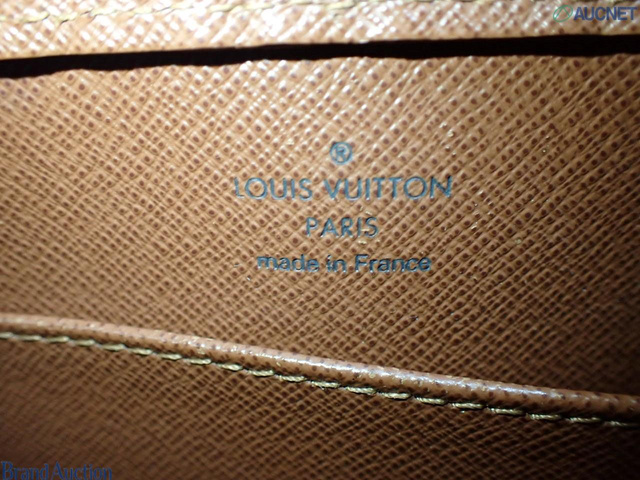 AUCNET
®
LOUIS VUITTON
PARIS
made in France
Brand Auction